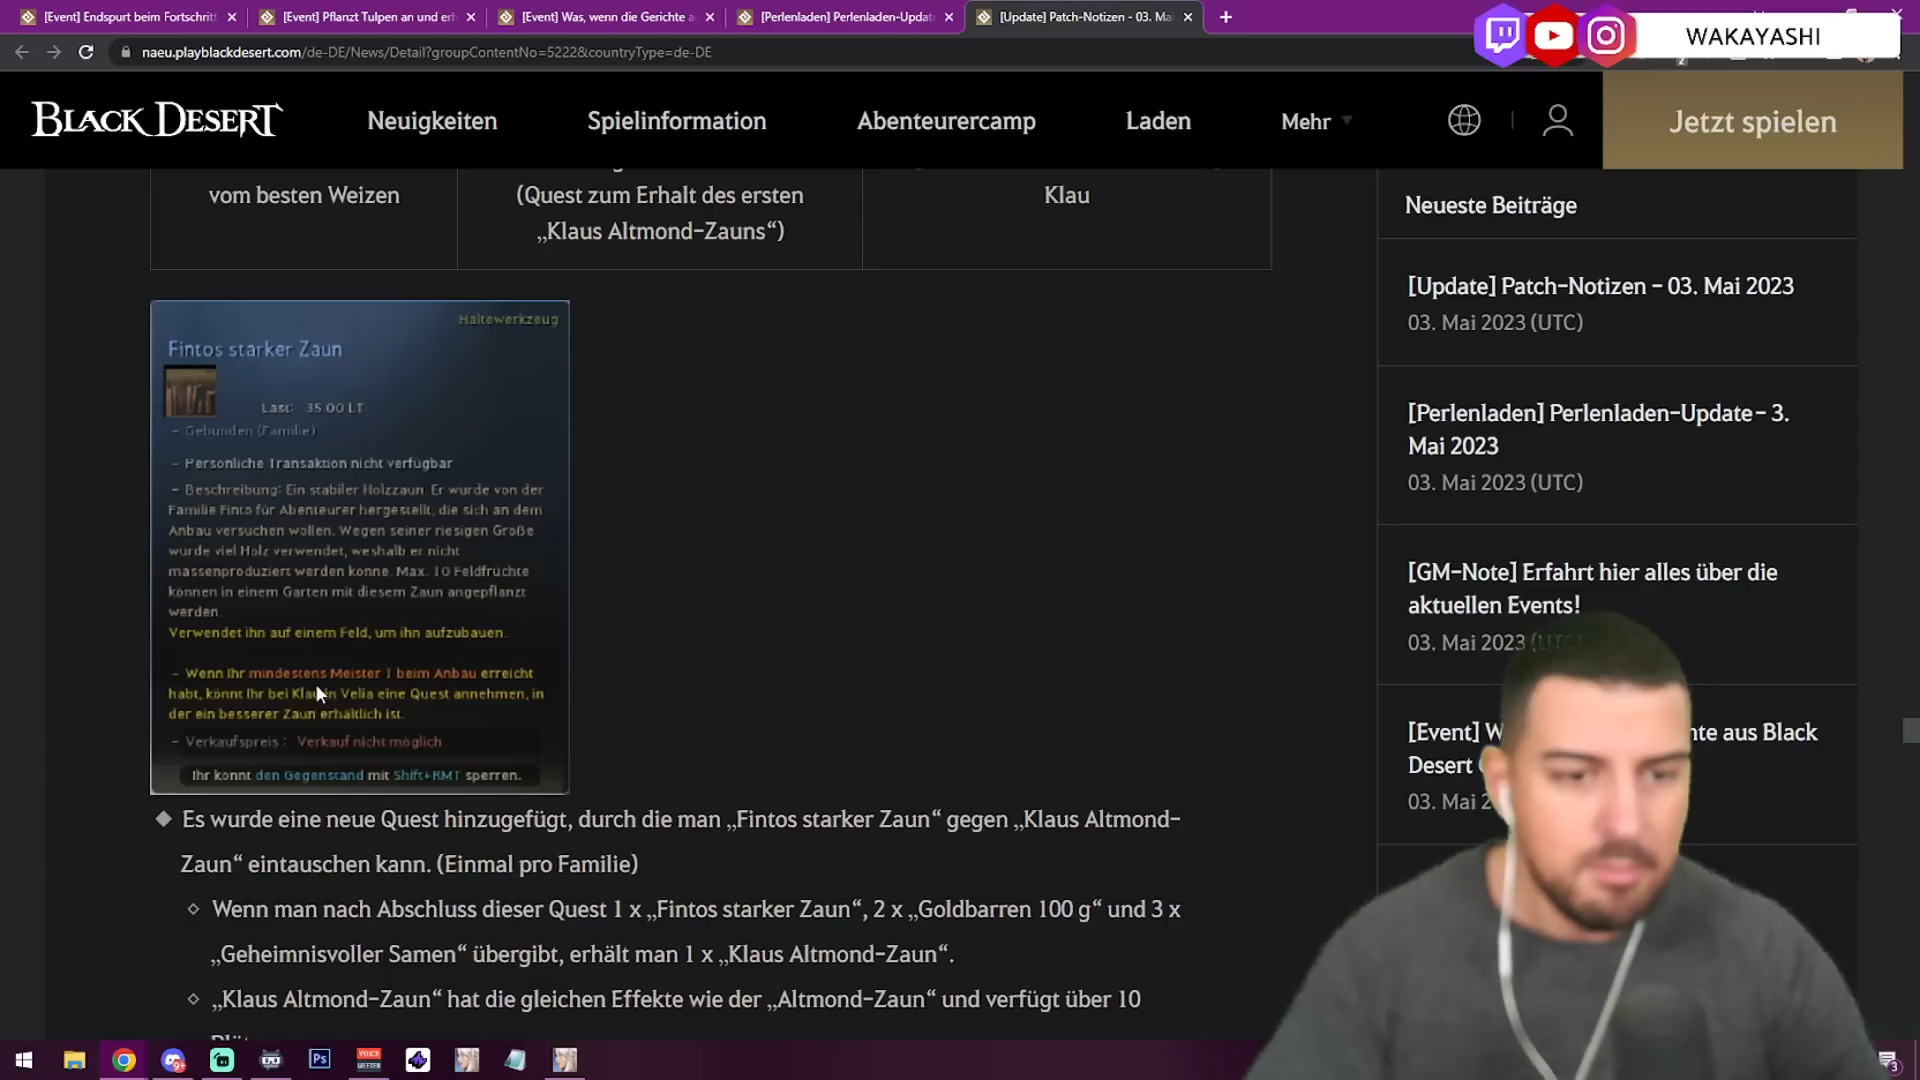 [Event] Endspurt beim Fortschritt
[Event] Pflanzt Tulpen an und erh
[Event] Was, wenn die Gerichte a
[Perlenladen] Perlenladen-Updat
[Update] Patch-Notizen - 03. Ma
naeu.playblackdesert.com/de-DE/News/Detail?groupContentNo=5222&countryType=de-DE
WAKAYASHI
BLACK DESERT
Neuigkeiten
Spielinformation
Abenteurercamp
Laden
Mehr
Jetzt spielen
vom besten Weizen
(Quest zum Erhalt des ersten
„Klaus Altmond-Zauns“)
Klau
Haltewerkzeug
Fintos starker Zaun
Last: 35.00 LT
- Gebunden (Familie)
- Persönliche Transaktion nicht verfügbar
- Beschreibung: Ein stabiler Holzzaun. Er wurde von der
Familie Finto für Abenteurer hergestellt, die sich an dem
Anbau versuchen wollen. Wegen seiner riesigen Größe
wurde viel Holz verwendet, weshalb er nicht
massenproduziert werden könne. Max. 10 Feldfrüchte
können in einem Garten mit diesem Zaun angepflanzt
werden.
Verwendet ihn auf einem Feld, um ihn aufzubauen.
- Wenn Ihr mindestens Meister 1 beim Anbau erreicht
habt, könnt Ihr bei Klau in Velia eine Quest annehmen, in
der ein besserer Zaun erhältlich ist.
- Verkaufspreis : Verkauf nicht möglich
Ihr könnt den Gegenstand mit Shift+RMT sperren.
Es wurde eine neue Quest hinzugefügt, durch die man „Fintos starker Zaun“ gegen „Klaus Altmond-
Zaun“ eintauschen kann. (Einmal pro Familie)
Wenn man nach Abschluss dieser Quest 1 x „Fintos starker Zaun“, 2 x „Goldbarren 100 g“ und 3 x
„Geheimnisvoller Samen“ übergibt, erhält man 1 x „Klaus Altmond-Zaun“.
„Klaus Altmond-Zaun“ hat die gleichen Effekte wie der „Altmond-Zaun“ und verfügt über 10
Neueste Beiträge
[Update] Patch-Notizen - 03. Mai 2023
03. Mai 2023 (UTC)
[Perlenladen] Perlenladen-Update - 3.
Mai 2023
03. Mai 2023 (UTC)
[GM-Note] Erfahrt hier alles über die
aktuellen Events!
03. Mai 2023 (UTC)
[Event] W nte aus Black
Desert
03. Mai 2
Ps
VOICE
MEETER
9+
3